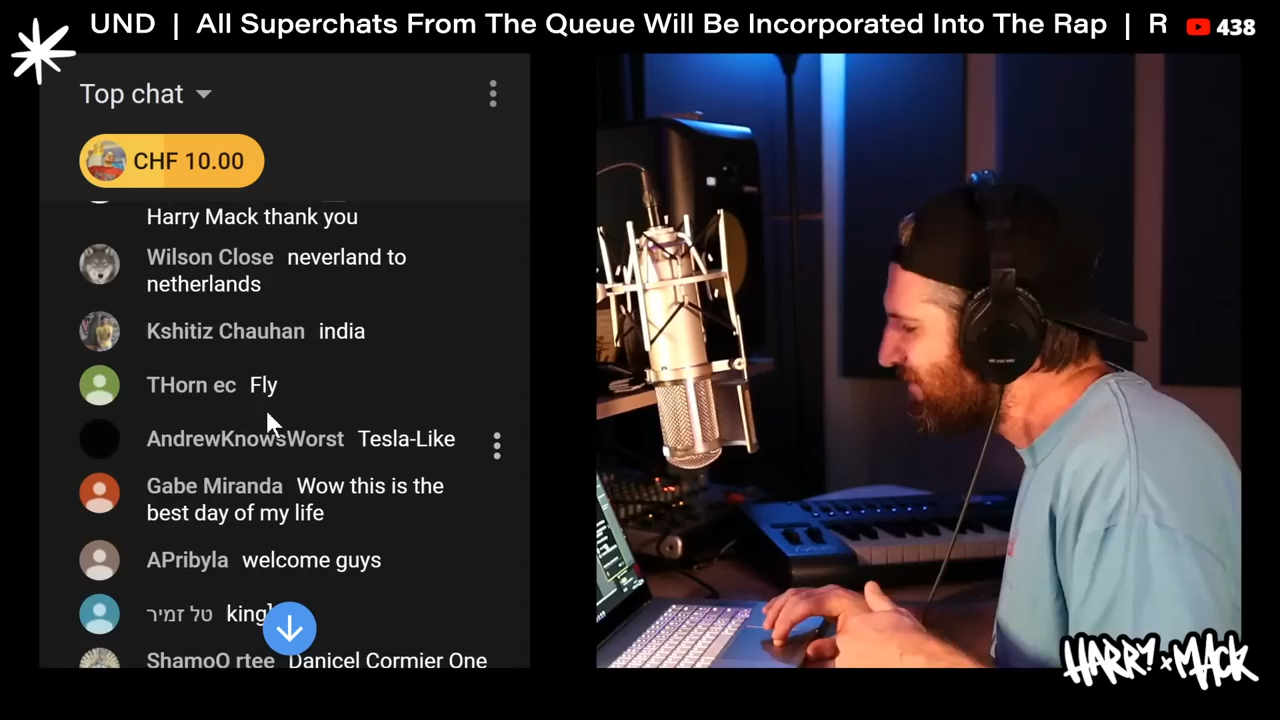 UND | All Superchats From The Queue Will Be Incorporated Into The Rap | R
438
Top chat
CHF 10.00
Harry Mack thank you
Wilson Close neverland to
netherlands
Kshitiz Chauhan india
THorn ec Fly
AndrewKnowsWorst Tesla-Like
Gabe Miranda Wow this is the
best day of my life
APribyla welcome guys
טל זמיר king
ShamoO rtee Danicel Cormier One
HARRY MACK